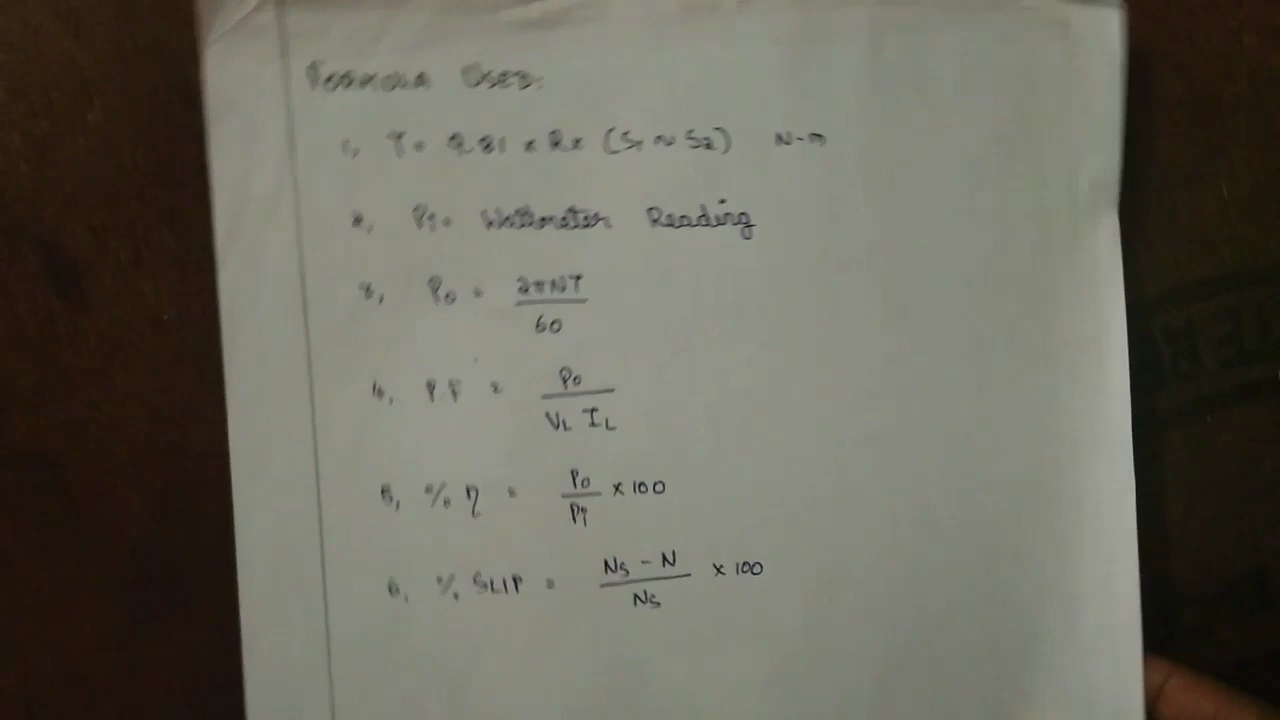 FORMULA USED:
1, T = 9.81 x R x (S₁ ~ S₂) N-m
2, Pi = Wattmeter Reading
3, Po = 2πNT / 60
4, P.F = Po / VL IL
5, % η = Po / Pi x 100
6, % SLIP = Ns - N / Ns x 100